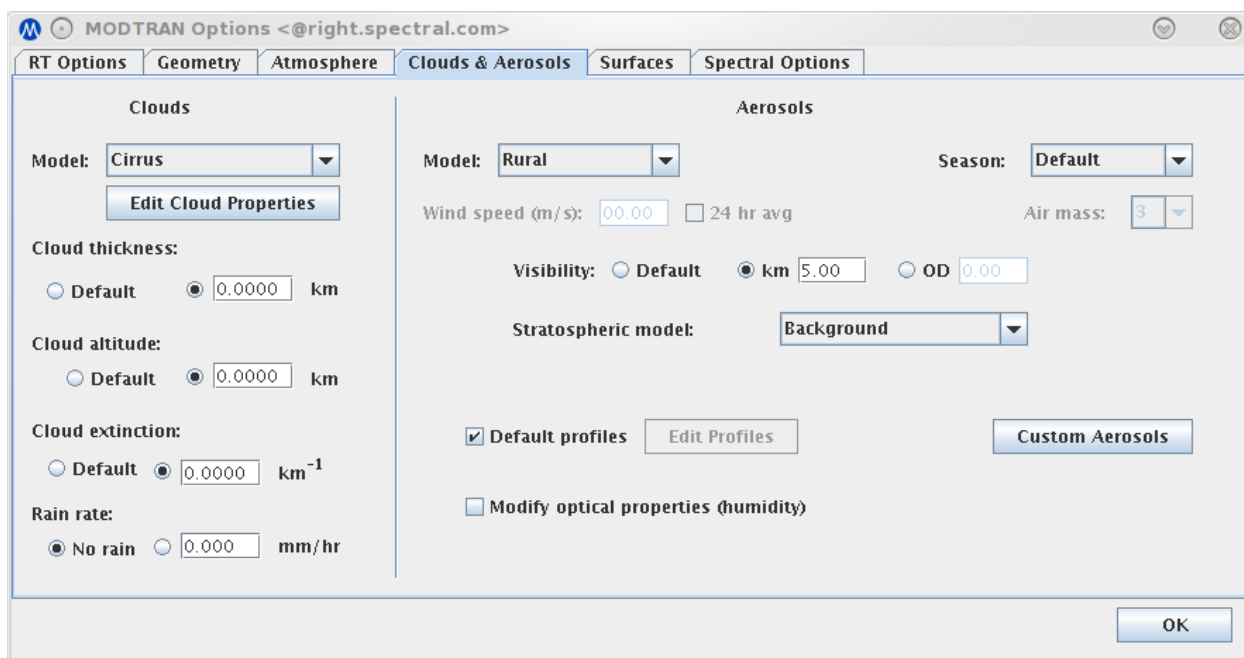 MODTRAN Options <@right.spectral.com>
RT Options Geometry Atmosphere Clouds & Aerosols Surfaces Spectral Options
Clouds
Model: Cirrus
Edit Cloud Properties
Cloud thickness:
Default 0.0000 km
Cloud altitude:
Default 0.0000 km
Cloud extinction:
Default 0.0000 km⁻¹
Rain rate:
No rain 0.000 mm/hr
Aerosols
Model: Rural Season: Default
Wind speed (m/s): 00.00 24 hr avg Air mass: 3
Visibility: Default km 5.00 OD 0.00
Stratospheric model: Background
Default profiles Edit Profiles Custom Aerosols
Modify optical properties (humidity)
OK